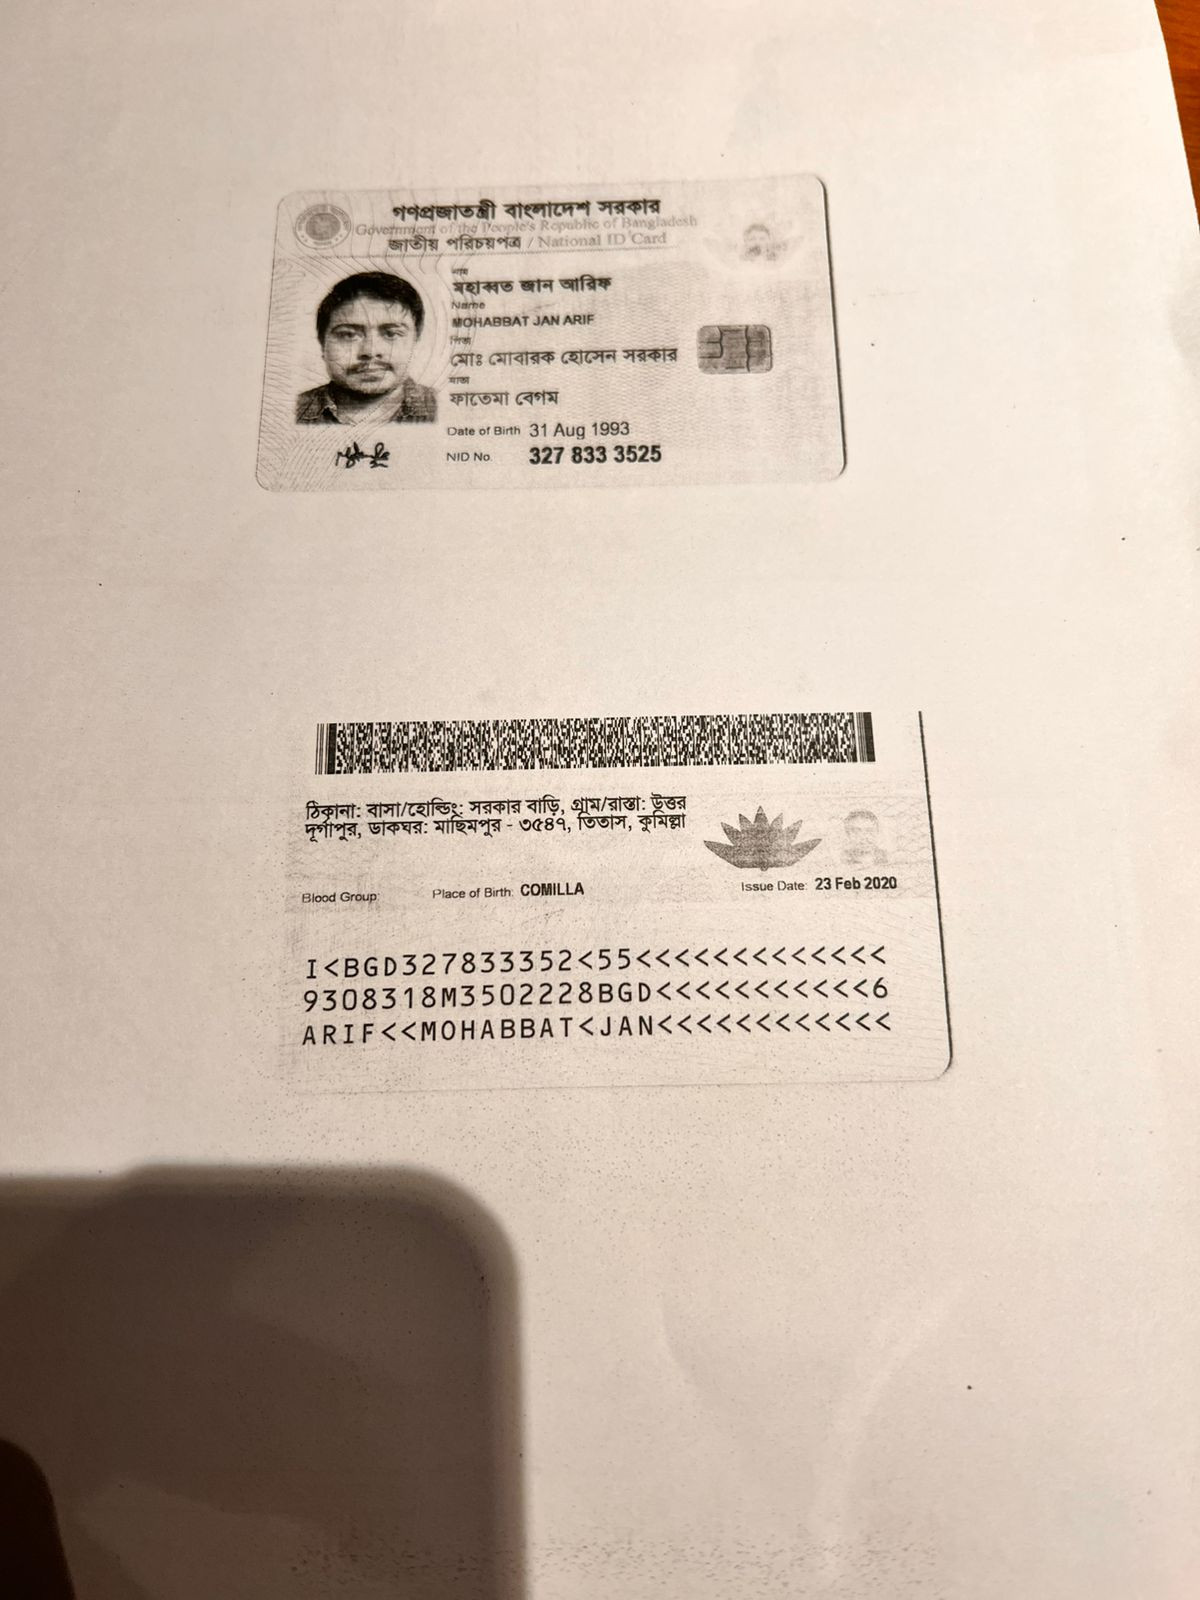 গণপ্রজাতন্ত্রী বাংলাদেশ সরকার
Government of the People's Republic of Bangladesh
জাতীয় পরিচয়পত্র / National ID Card
নাম
মহাব্বত জান আরিফ
Name
MOHABBAT JAN ARIF
পিতা
মোঃ মোবারক হোসেন সরকার
মাতা
ফাতেমা বেগম
Date of Birth 31 Aug 1993
NID No. 327 833 3525
ঠিকানা: বাসা/হোল্ডিং: সরকার বাড়ি, গ্রাম/রাস্তা: উত্তর
দূর্গাপুর, ডাকঘর: মাছিমপুর - ৩৫৪৭, তিতাস, কুমিল্লা
Blood Group: Place of Birth: COMILLA Issue Date: 23 Feb 2020
I<BGD327833352<55<<<<<<<<<<<<<
9308318M3502228BGD<<<<<<<<<<<6
ARIF<<MOHABBAT<JAN<<<<<<<<<<<<